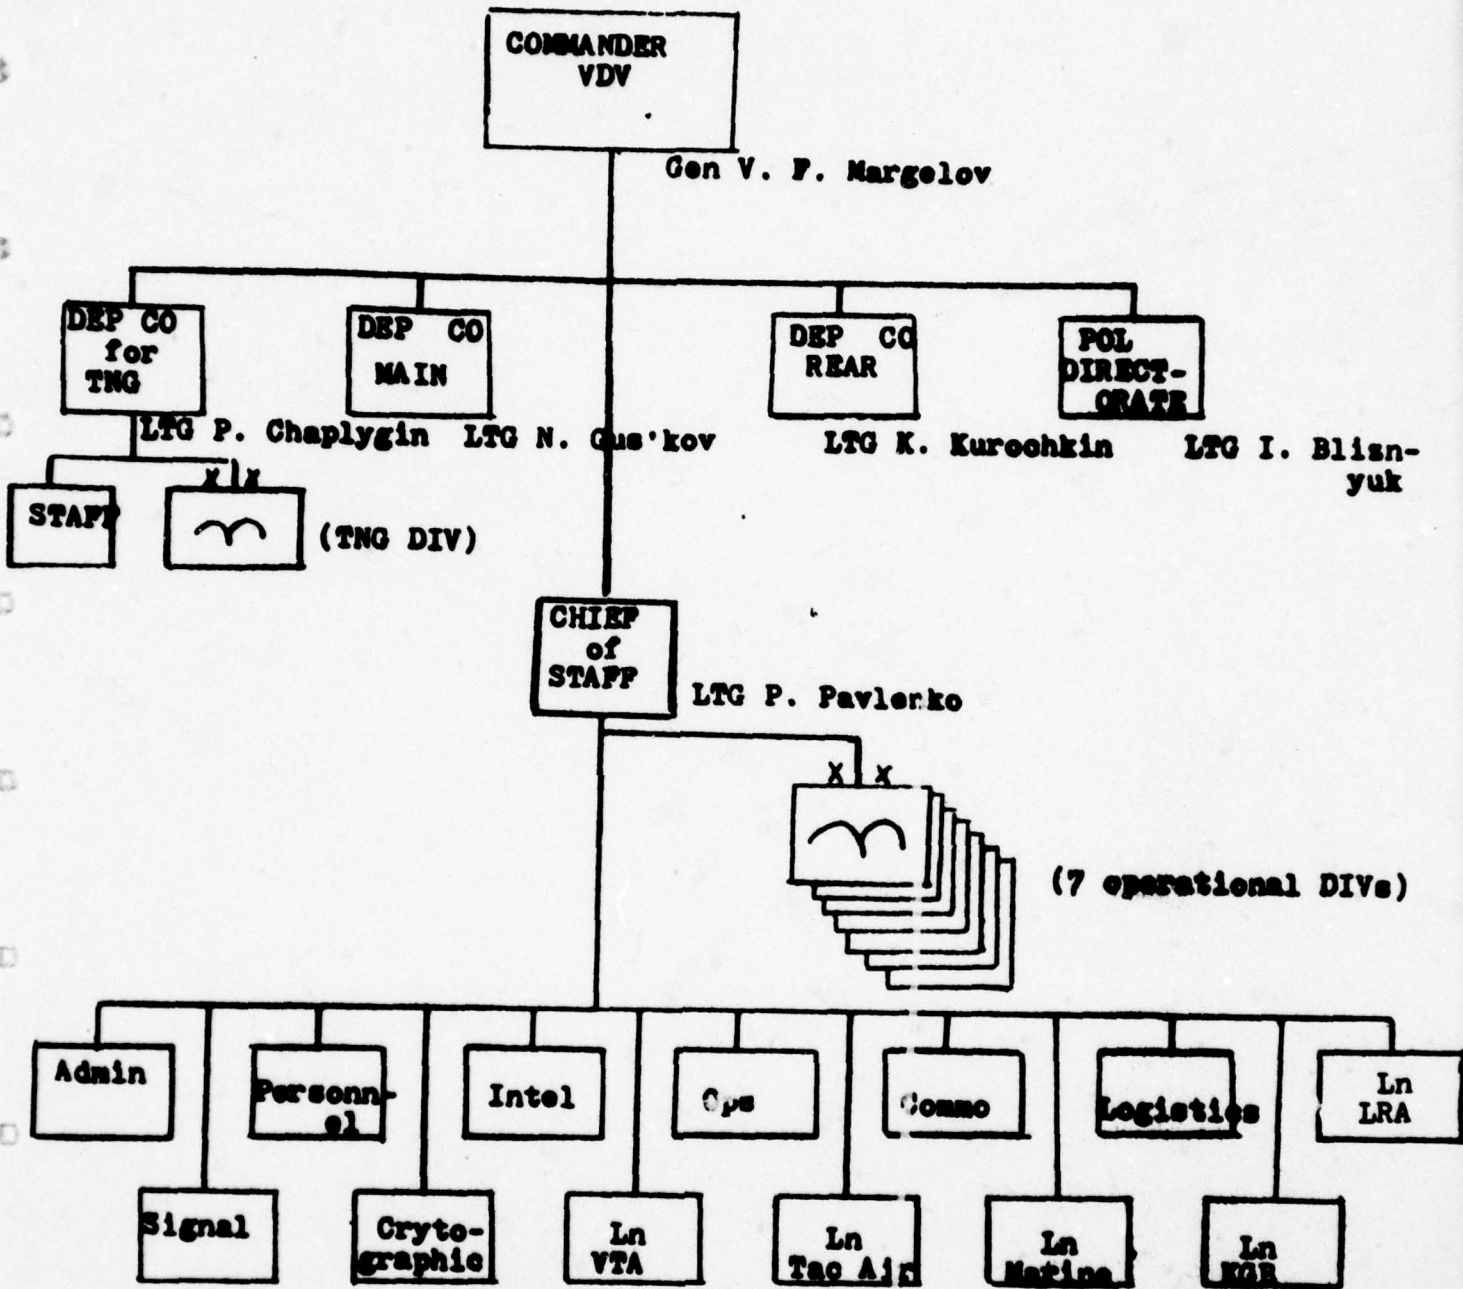 COMMANDER
VDV
Gen V. F. Margelov
DEP CO
for
TNG
DEP CO
MAIN
DEP CO
REAR
POL
DIRECT-
ORATE
LTG P. Chaplygin
LTG N. Gus'kov
LTG K. Kurochkin
LTG I. Blizn-
yuk
X X
STAFF
(TNG DIV)
CHIEF
of
STAFF
LTG P. Pavlenko
X X
(7 operational DIVs)
Admin
Personn-
el
Intel
Ops
Commo
Logistics
Ln
LRA
Signal
Cryto-
graphic
Ln
VTA
Ln
Tac Air
Ln
Marine
Ln
KGB